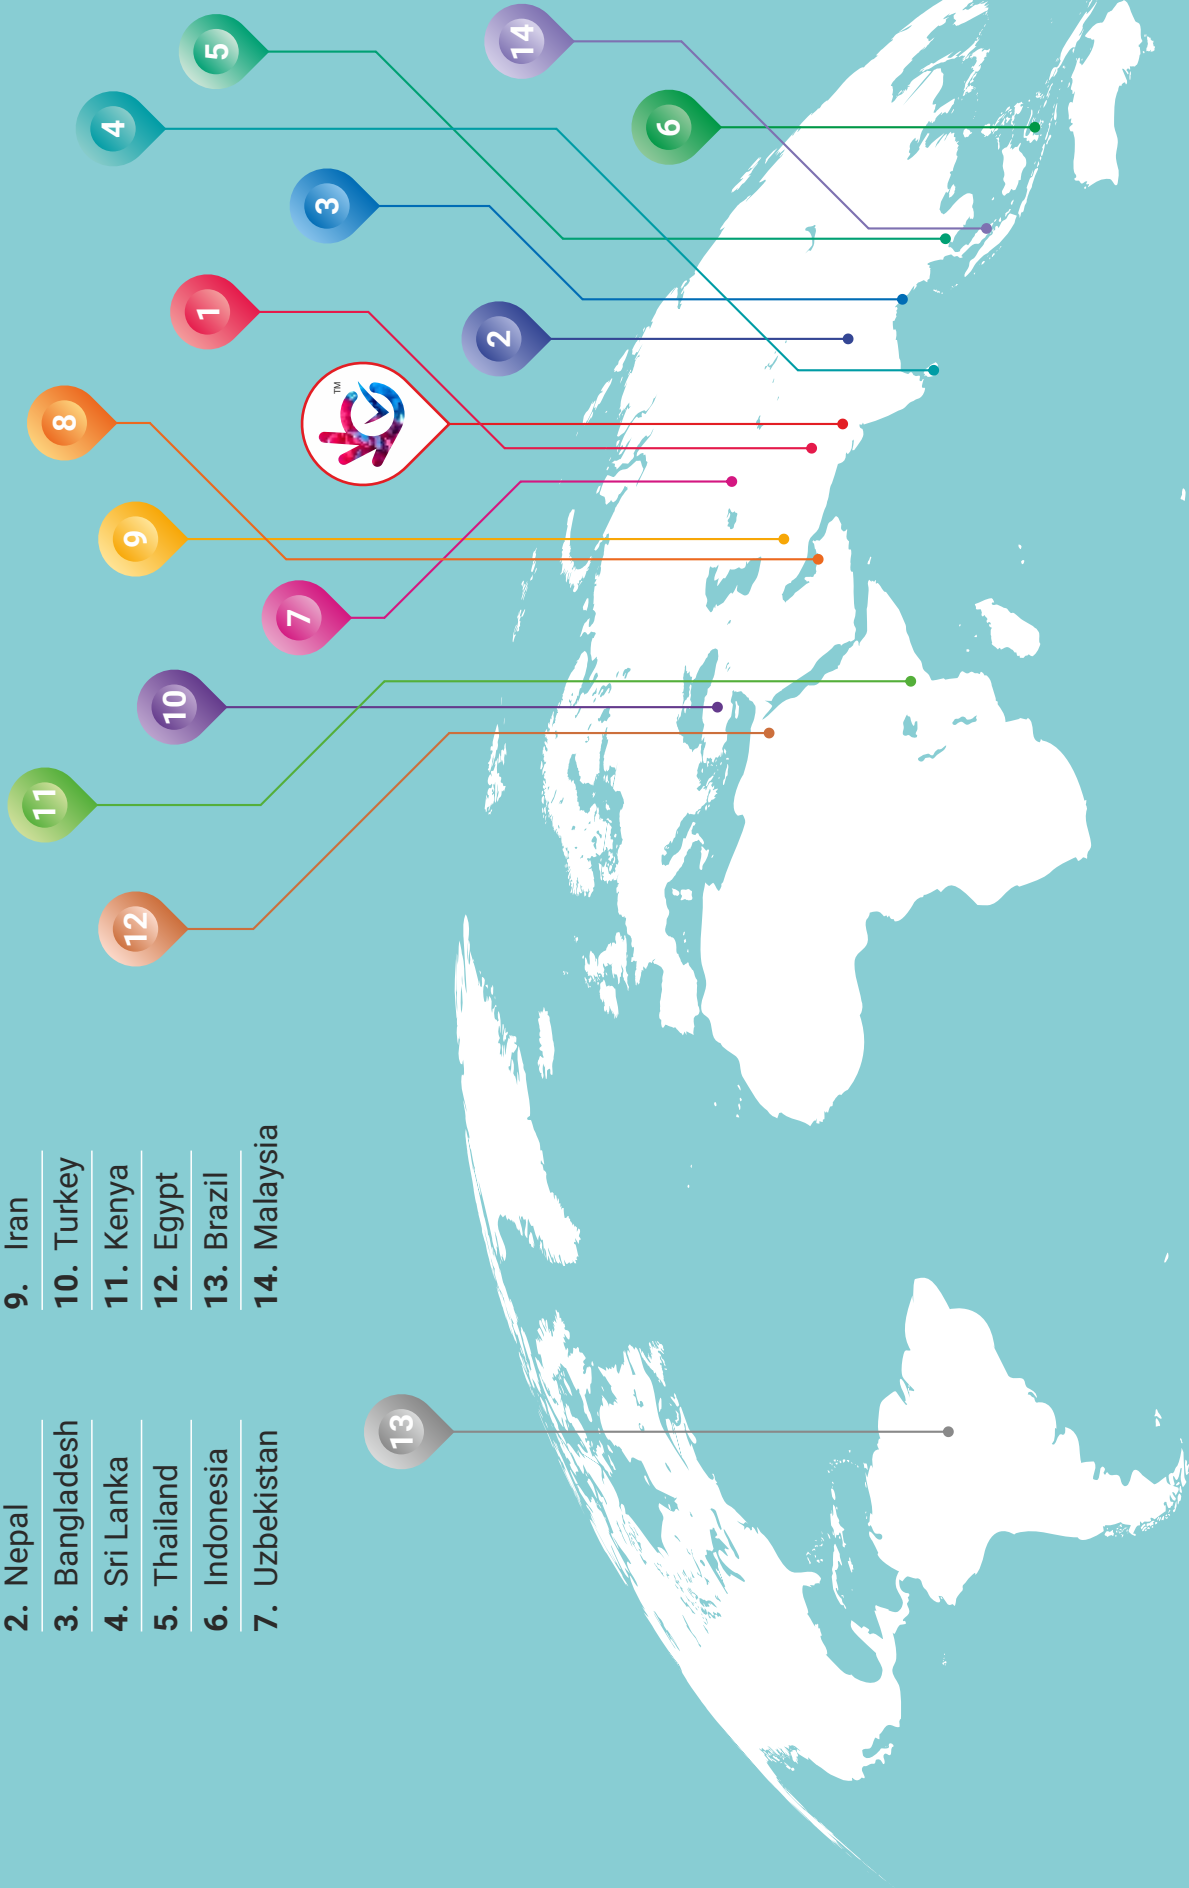 2. Nepal
3. Bangladesh
4. Sri Lanka
5. Thailand
6. Indonesia
7. Uzbekistan
9. Iran
10. Turkey
11. Kenya
12. Egypt
13. Brazil
14. Malaysia
13
12
11
10
7
9
8
TM
1
2
3
4
6
5
14